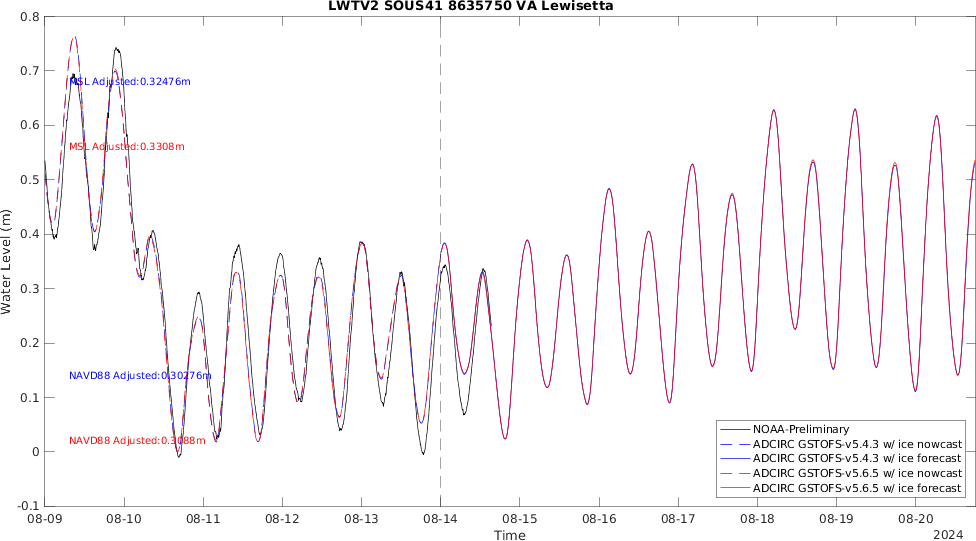 LWTV2 SOUS41 8635750 VA Lewisetta
0.8
0.7
0.6
0.5
0.4
0.3
0.2
0.1
0
-0.1
Water Level (m)
MSL Adjusted:0.32476m
MSL Adjusted:0.3308m
NAVD88 Adjusted:0.30276m
NAVD88 Adjusted:0.3088m
NOAA-Preliminary
ADCIRC GSTOFS-v5.4.3 w/ ice nowcast
ADCIRC GSTOFS-v5.4.3 w/ ice forecast
ADCIRC GSTOFS-v5.6.5 w/ ice nowcast
ADCIRC GSTOFS-v5.6.5 w/ ice forecast
08-09 08-10 08-11 08-12 08-13 08-14 08-15 08-16 08-17 08-18 08-19 08-20
Time
2024